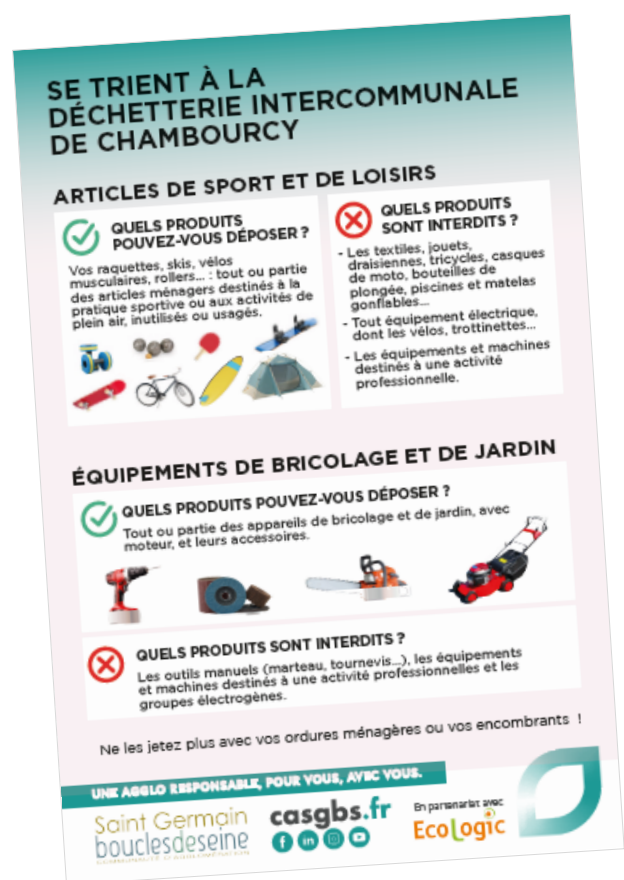 SE TRIENT À LA
DÉCHETTERIE INTERCOMMUNALE
DE CHAMBOURCY
ARTICLES DE SPORT ET DE LOISIRS
QUELS PRODUITS
POUVEZ-VOUS DÉPOSER ?
Vos raquettes, skis, vélos
musculaires, rollers... : tout ou partie
des articles ménagers destinés à la
pratique sportive ou aux activités de
plein air, inutilisés ou usagés.
QUELS PRODUITS
SONT INTERDITS ?
- Les textiles, jouets,
draisiennes, tricycles, casques
de moto, bouteilles de
plongée, piscines et matelas
gonflables...
- Tout équipement électrique,
dont les vélos, trottinettes...
- Les équipements et machines
destinés à une activité
professionnelle.
ÉQUIPEMENTS DE BRICOLAGE ET DE JARDIN
QUELS PRODUITS POUVEZ-VOUS DÉPOSER ?
Tout ou partie des appareils de bricolage et de jardin, avec
moteur, et leurs accessoires.
QUELS PRODUITS SONT INTERDITS ?
Les outils manuels (marteau, tournevis...), les équipements
et machines destinés à une activité professionnelles et les
groupes électrogènes.
Ne les jetez plus avec vos ordures ménagères ou vos encombrants !
UNE AGGLO RESPONSABLE, POUR VOUS, AVEC VOUS.
Saint Germain
bouclesdeseine
casgbs.fr
En partenariat avec
Ecologic